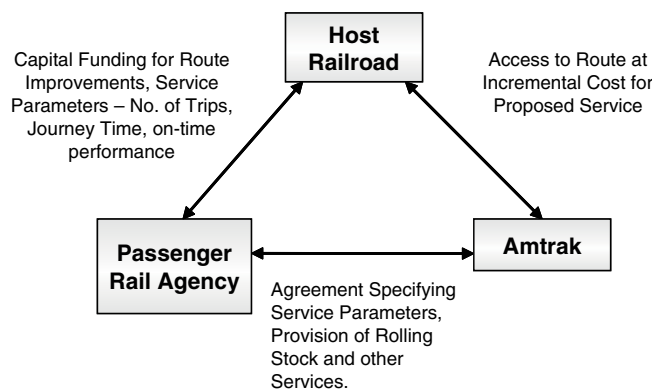 Host
Railroad
Capital Funding for Route
Improvements, Service
Parameters – No. of Trips,
Journey Time, on-time
performance
Access to Route at
Incremental Cost for
Proposed Service
Passenger
Rail Agency
Amtrak
Agreement Specifying
Service Parameters,
Provision of Rolling
Stock and other
Services.